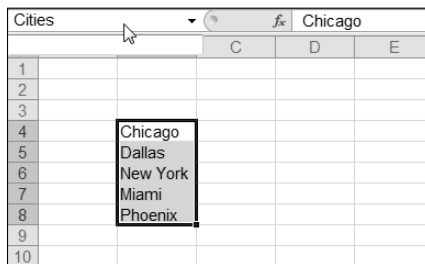 Cities fx Chicago
C D E
1
2
3
4 Chicago
5 Dallas
6 New York
7 Miami
8 Phoenix
9
10